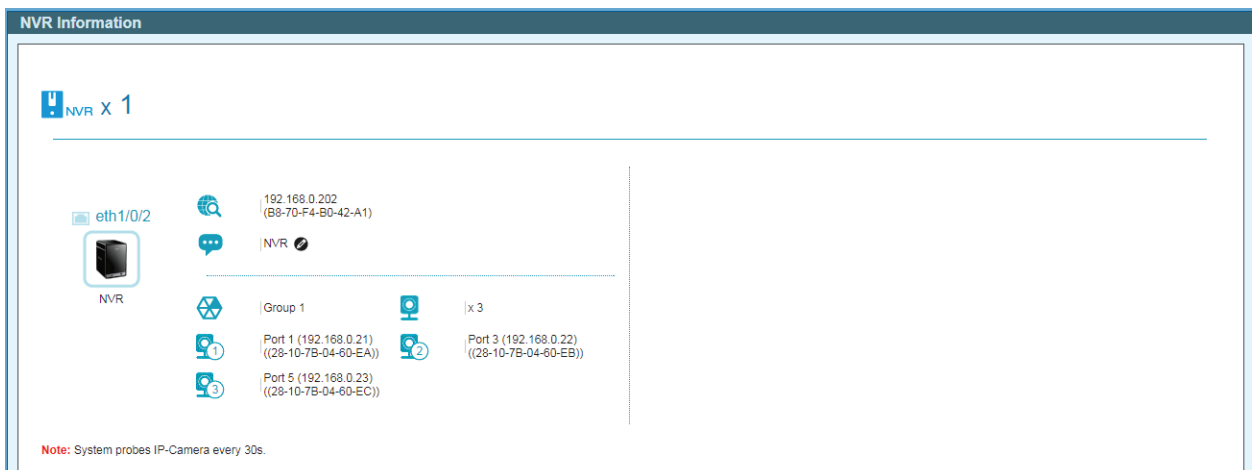 NVR Information
NVR x 1
eth1/0/2
NVR
192.168.0.202
(B8-70-F4-B0-42-A1)
NVR
Group 1
x 3
1
Port 1 (192.168.0.21)
((28-10-7B-04-60-EA))
2
Port 3 (192.168.0.22)
((28-10-7B-04-60-EB))
3
Port 5 (192.168.0.23)
((28-10-7B-04-60-EC))
Note: System probes IP-Camera every 30s.